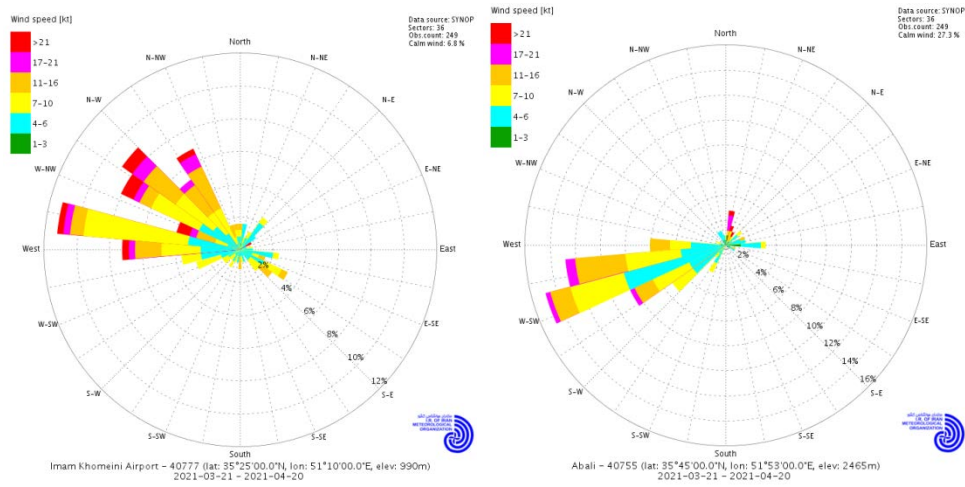 Wind speed [kt]
>21
17-21
11-16
7-10
4-6
1-3
Data source: SYNOP
Sectors: 36
Obs.count: 249
Calm wind: 6.8 %
North
N-NE
N-E
E-NE
East
E-SE
S-E
S-SE
South
S-SW
S-W
W-SW
West
W-NW
N-W
N-NW
2%
4%
6%
8%
10%
12%
I.R. OF IRAN
METEOROLOGICAL
ORGANIZATION
Imam Khomeini Airport - 40777 (lat: 35°25'00.0"N, lon: 51°10'00.0"E, elev: 990m)
2021-03-21 - 2021-04-20
Wind speed [kt]
>21
17-21
11-16
7-10
4-6
1-3
Data source: SYNOP
Sectors: 36
Obs.count: 249
Calm wind: 27.3 %
North
N-NE
N-E
E-NE
East
E-SE
S-E
S-SE
South
S-SW
S-W
W-SW
West
W-NW
N-W
N-NW
2%
4%
6%
8%
10%
12%
14%
16%
I.R. OF IRAN
METEOROLOGICAL
ORGANIZATION
Abali - 40755 (lat: 35°45'00.0"N, lon: 51°53'00.0"E, elev: 2465m)
2021-03-21 - 2021-04-20